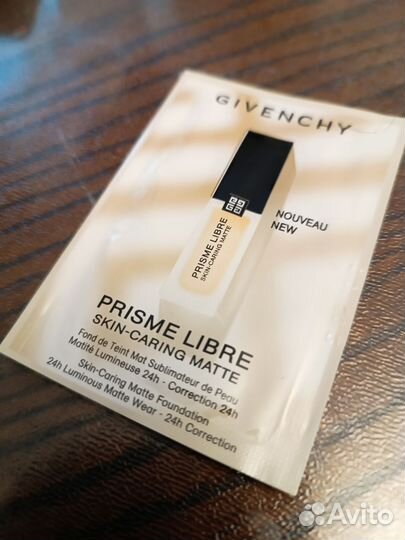 GIVENCHY
PRISME LIBRE
SKIN-CARING MATTE
NOUVEAU
NEW
PRISME LIBRE
SKIN-CARING MATTE
Fond de Teint Mat Sublimateur de Peau
Matité Lumineuse 24h - Correction 24h
Skin-Caring Matte Foundation
24h Luminous Matte Wear - 24h Correction
Avito